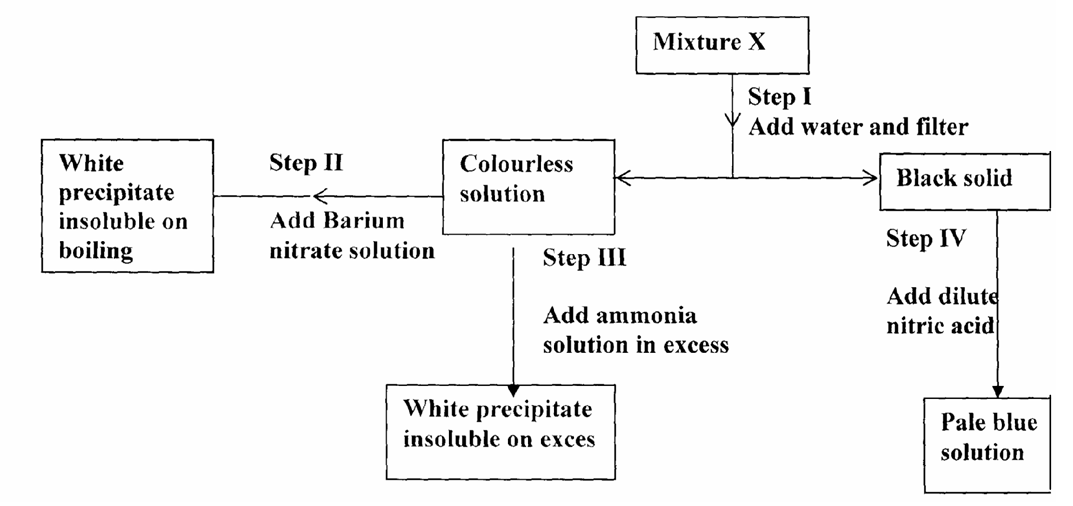 Mixture X
Step I
Add water and filter
White
precipitate
insoluble on
boiling
Step II
Add Barium
nitrate solution
Colourless
solution
Black solid
Step III
Add ammonia
solution in excess
Step IV
Add dilute
nitric acid
White precipitate
insoluble on exces
Pale blue
solution